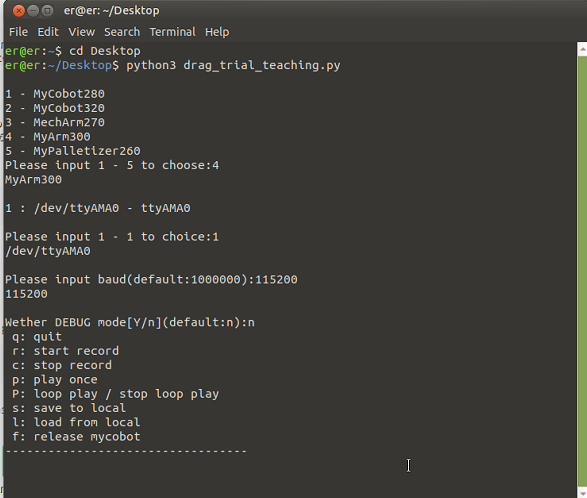 er@er: ~/Desktop
File Edit View Search Terminal Help
er@er:~$ cd Desktop
er@er:~/Desktop$ python3 drag_trial_teaching.py
1 - MyCobot280
2 - MyCobot320
3 - MechArm270
4 - MyArm300
5 - MyPalletizer260
Please input 1 - 5 to choose:4
MyArm300
1 : /dev/ttyAMA0 - ttyAMA0
Please input 1 - 1 to choice:1
/dev/ttyAMA0
Please input baud(default:1000000):115200
115200
Wether DEBUG mode[Y/n](default:n):n
q: quit
r: start record
c: stop record
p: play once
P: loop play / stop loop play
s: save to local
l: load from local
f: release mycobot
----------------------------------